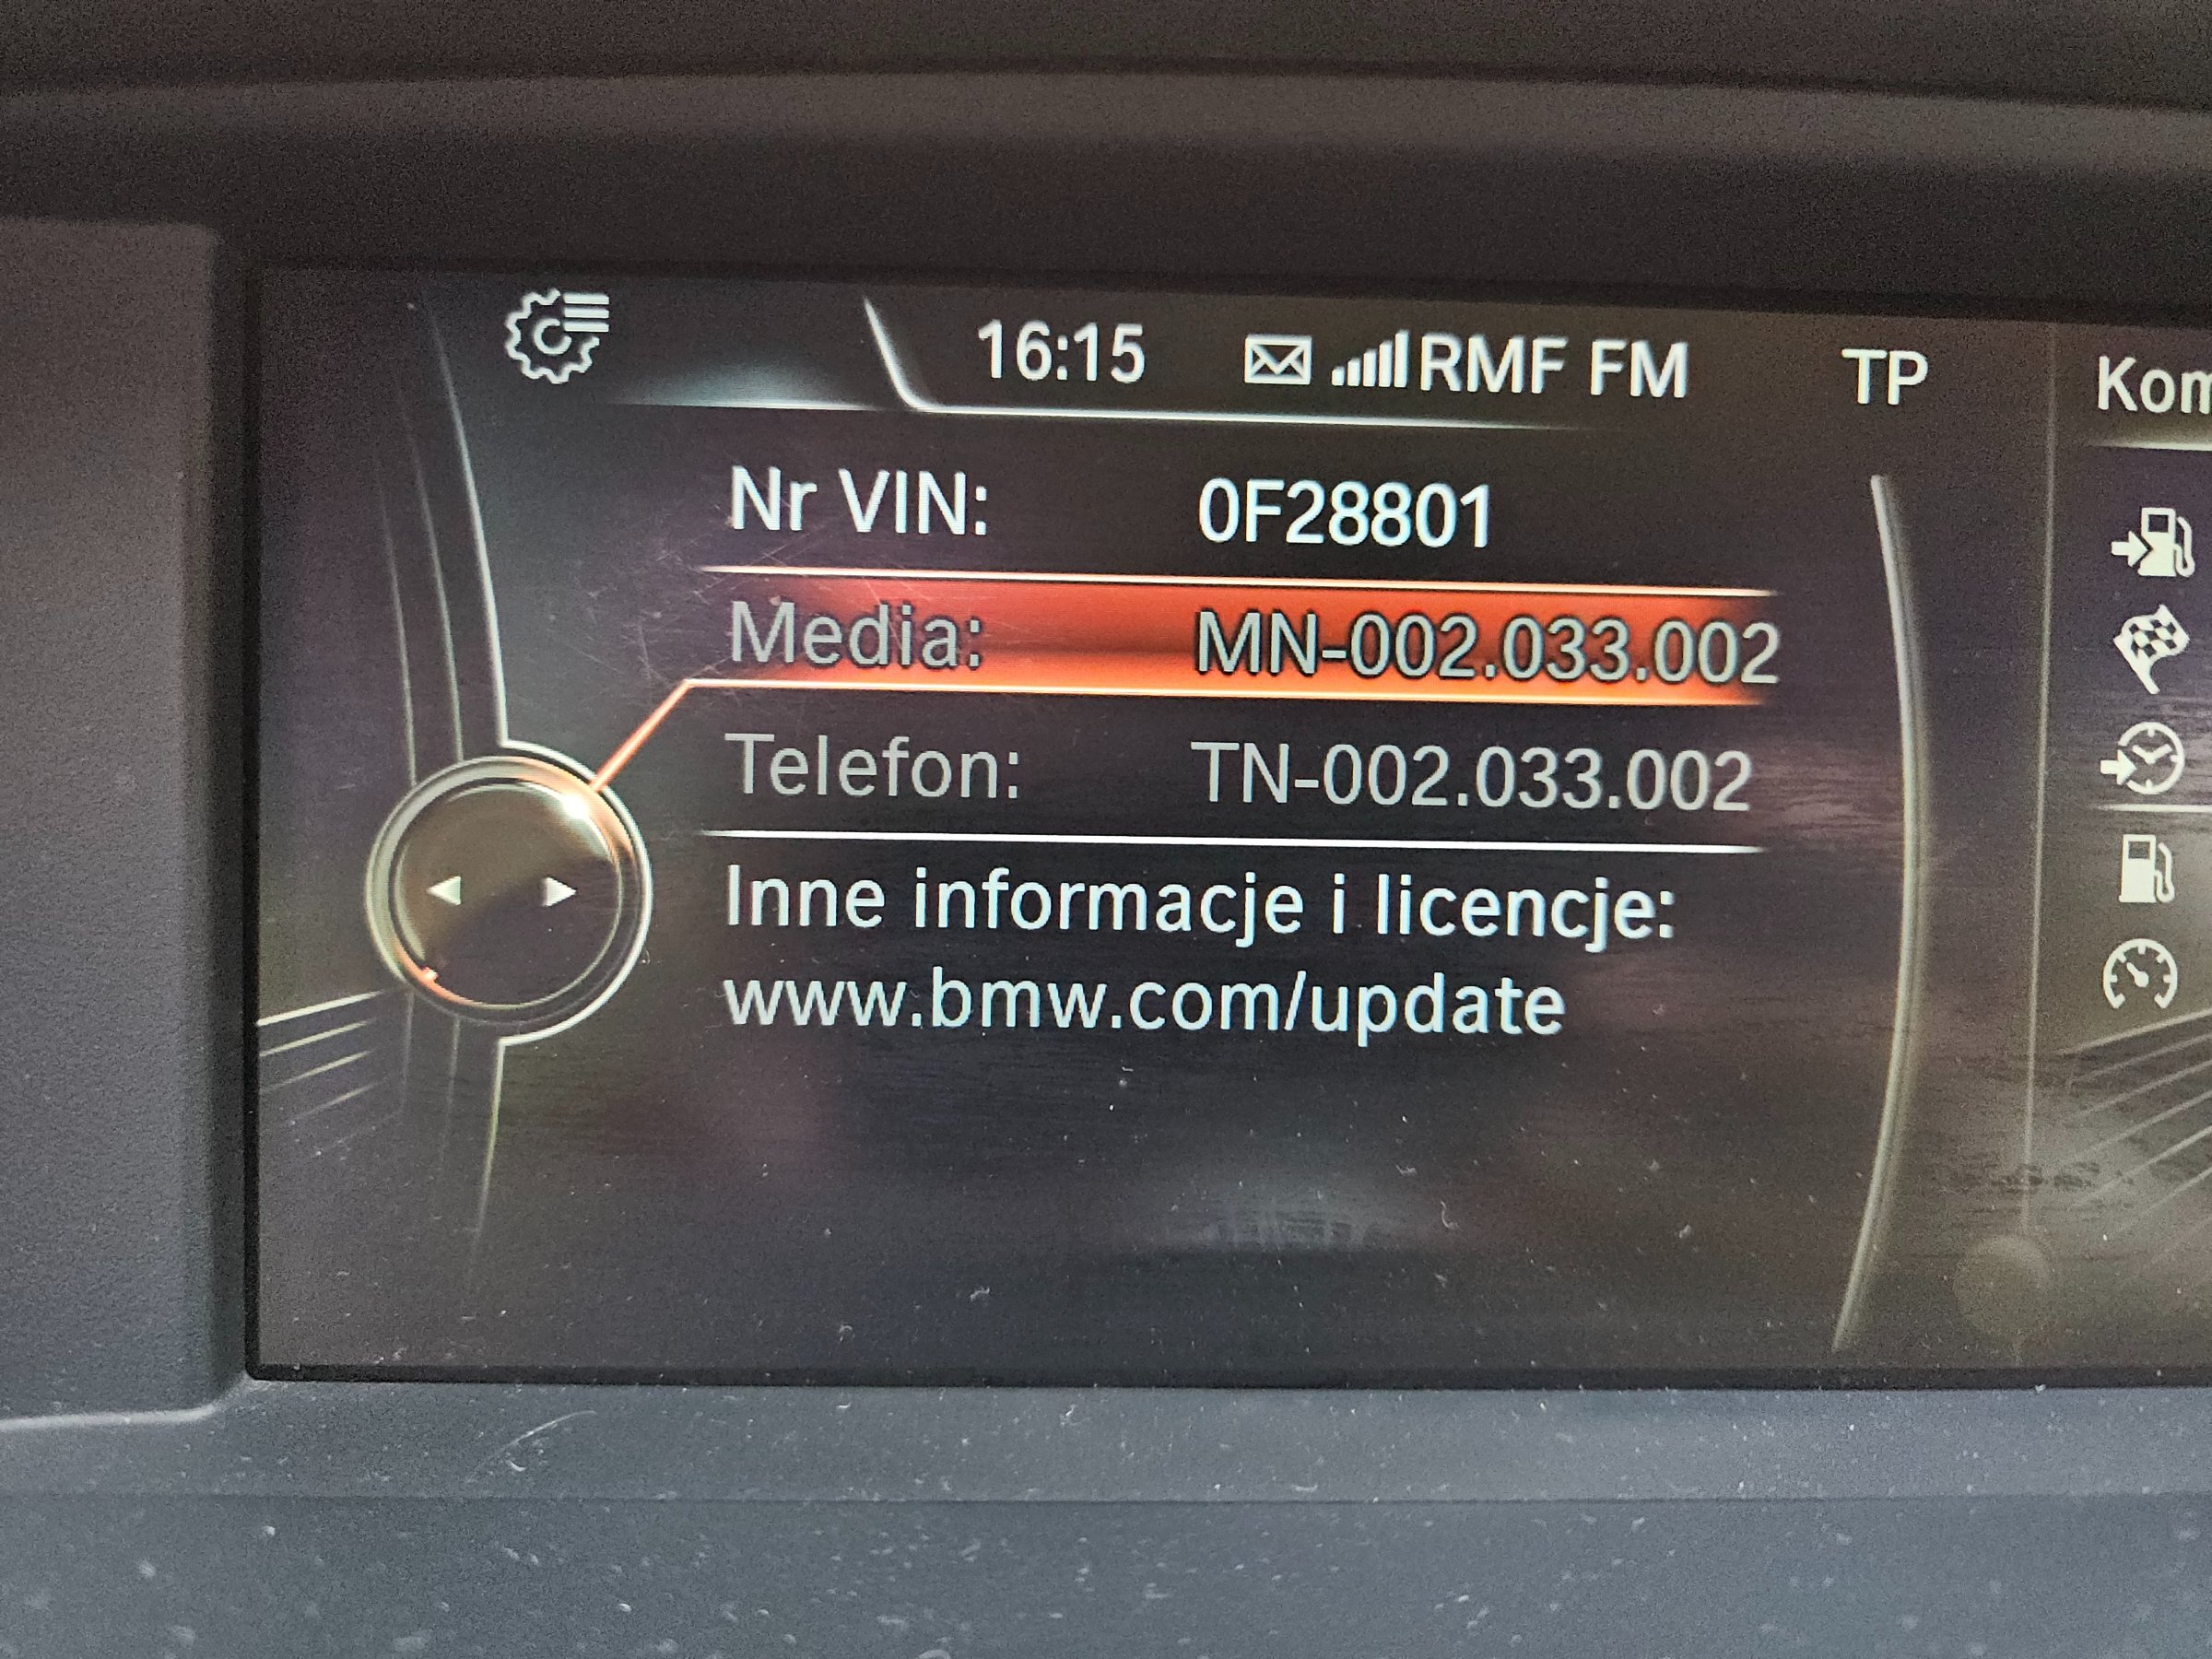 16:15 RMF FM TP Kom
Nr VIN: 0F28801
Media: MN-002.033.002
Telefon: TN-002.033.002
Inne informacje i licencje:
www.bmw.com/update